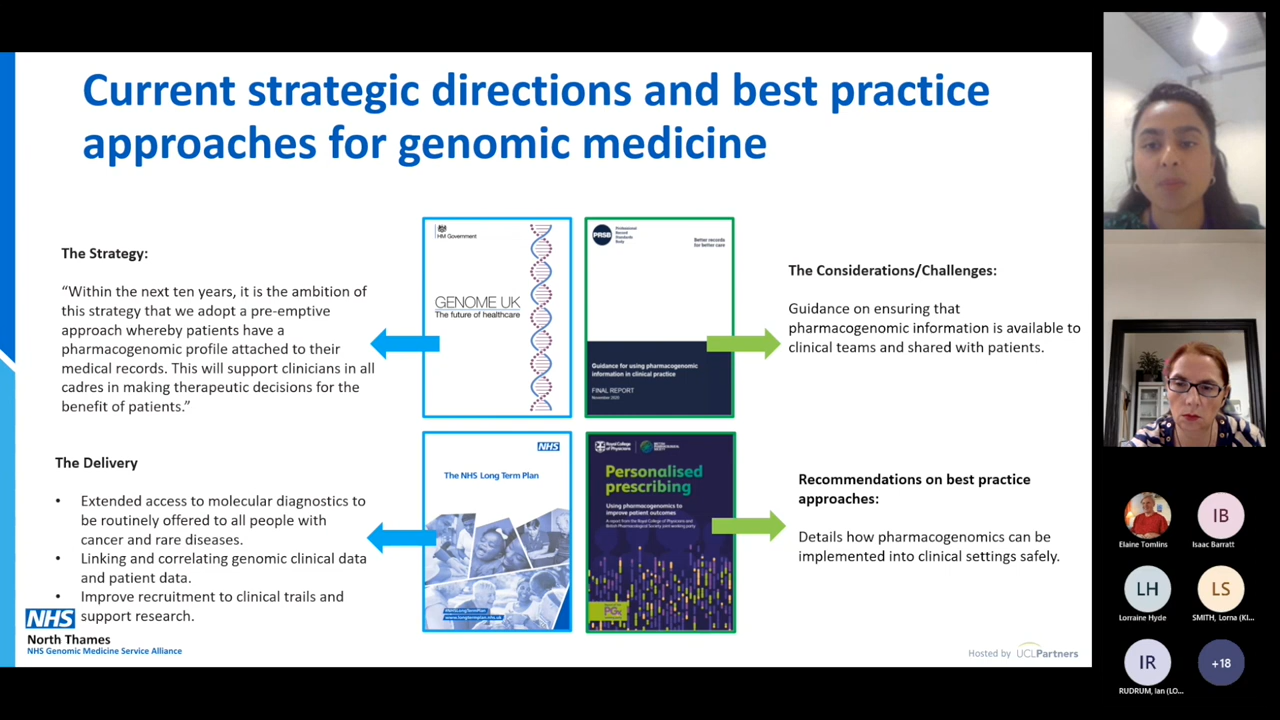 Current strategic directions and best practice
approaches for genomic medicine
The Strategy:
“Within the next ten years, it is the ambition of
this strategy that we adopt a pre-emptive
approach whereby patients have a
pharmacogenomic profile attached to their
medical records. This will support clinicians in all
cadres in making therapeutic decisions for the
benefit of patients.”
The Delivery
• Extended access to molecular diagnostics to
be routinely offered to all people with
cancer and rare diseases.
• Linking and correlating genomic clinical data
and patient data.
• Improve recruitment to clinical trails and
support research.
NHS
North Thames
NHS Genomic Medicine Service Alliance
HM Government
GENOME UK
The future of healthcare
PRSB
Professional
Record
Standards
Body
Better records
for better care
Guidance for using pharmacogenomic
information in clinical practice
FINAL REPORT
November 2020
NHS
The NHS Long Term Plan
#NHSLongTermPlan
www.longtermplan.nhs.uk
Royal College
of Physicians
Personalised
prescribing
Using pharmacogenomics to
improve patient outcomes
A report from the Royal College of Physicians and
British Pharmacological Society joint working party
The Considerations/Challenges:
Guidance on ensuring that
pharmacogenomic information is available to
clinical teams and shared with patients.
Recommendations on best practice
approaches:
Details how pharmacogenomics can be
implemented into clinical settings safely.
Hosted by UCLPartners
Elaine Tomlins
IB
Isaac Barratt
LH
Lorraine Hyde
LS
SMITH, Lorna (KI...
IR
RUDRUM, Ian (LO...
+18